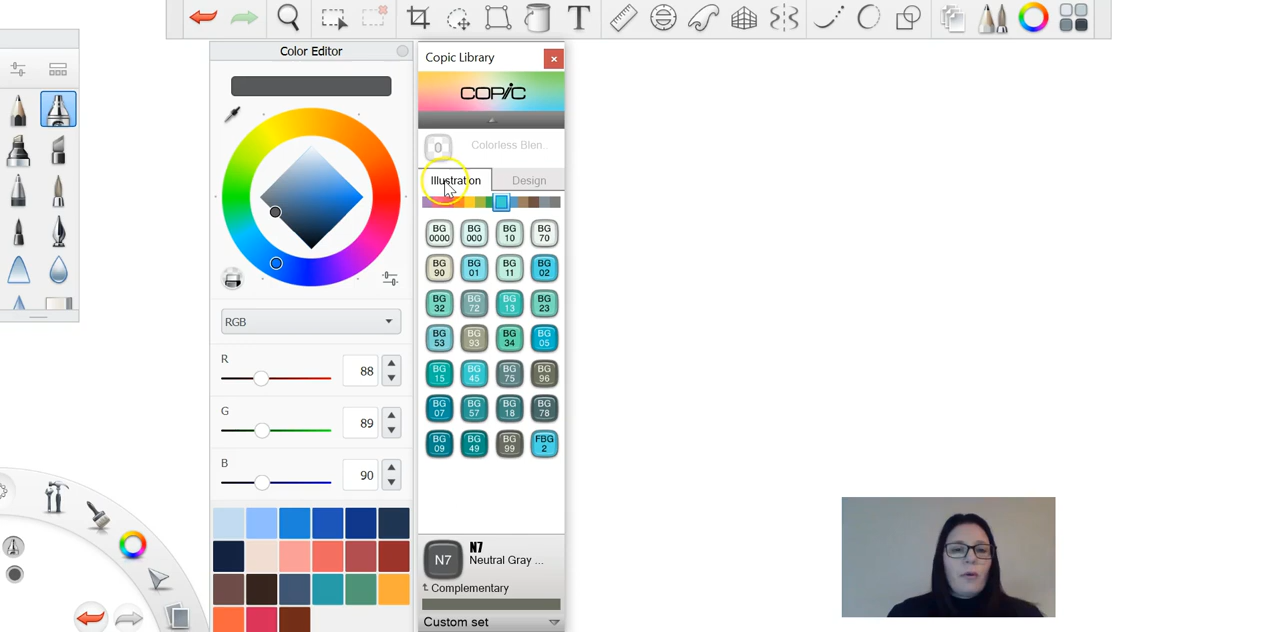 Color Editor
Copic Library
COPIC
0 Colorless Blen..
Illustration Design
BG 0000 BG 000 BG 10 BG 70
BG 90 BG 01 BG 11 BG 02
BG 32 BG 72 BG 13 BG 23
BG 53 BG 93 BG 34 BG 05
BG 15 BG 45 BG 75 BG 96
BG 07 BG 57 BG 18 BG 78
BG 09 BG 49 BG 99 FBG 2
RGB
R 88
G 89
B 90
N7 N7
Neutral Gray ...
Complementary
Custom set
T